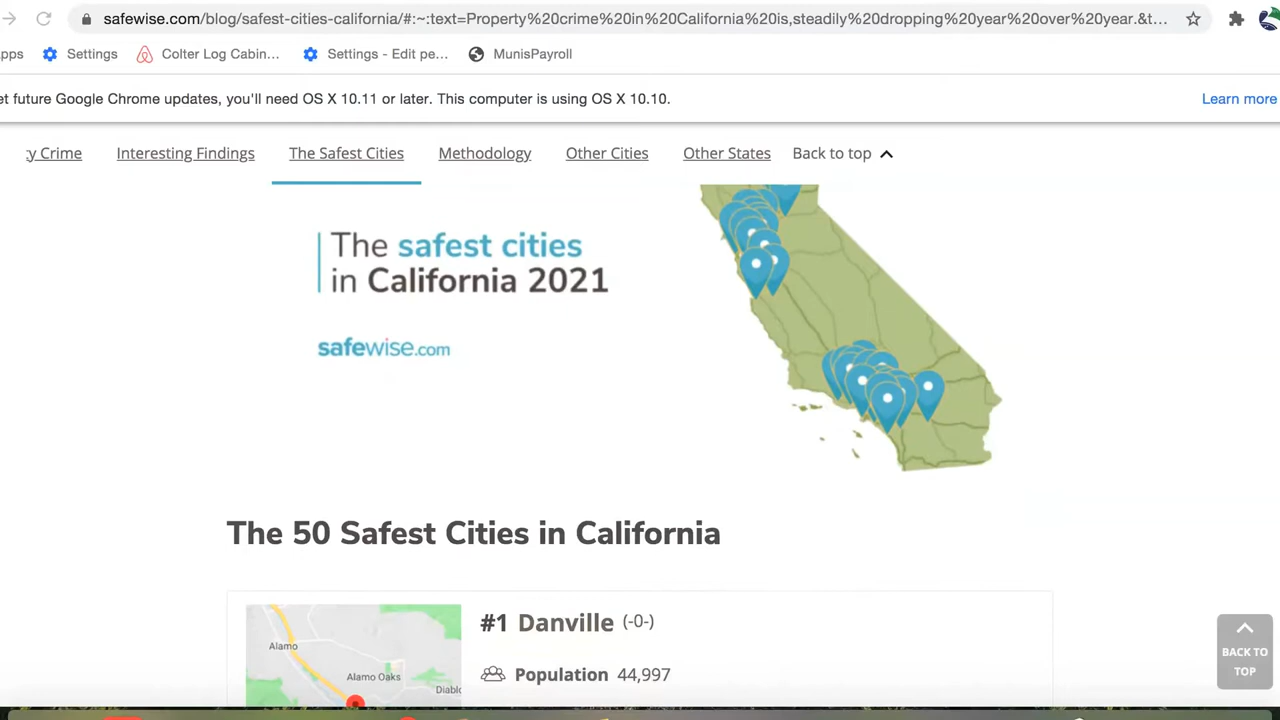 safewise.com/blog/safest-cities-california/#:~:text=Property%20crime%20in%20California%20is,steadily%20dropping%20year%20over%20year.&t...
pps Settings Colter Log Cabin... Settings - Edit pe... MunisPayroll
et future Google Chrome updates, you'll need OS X 10.11 or later. This computer is using OS X 10.10. Learn more
y Crime Interesting Findings The Safest Cities Methodology Other Cities Other States Back to top
The safest cities
in California 2021
safewise.com
The 50 Safest Cities in California
#1 Danville (-0-)
Alamo
Population 44,997
Alamo Oaks
Diablo
BACK TO
TOP